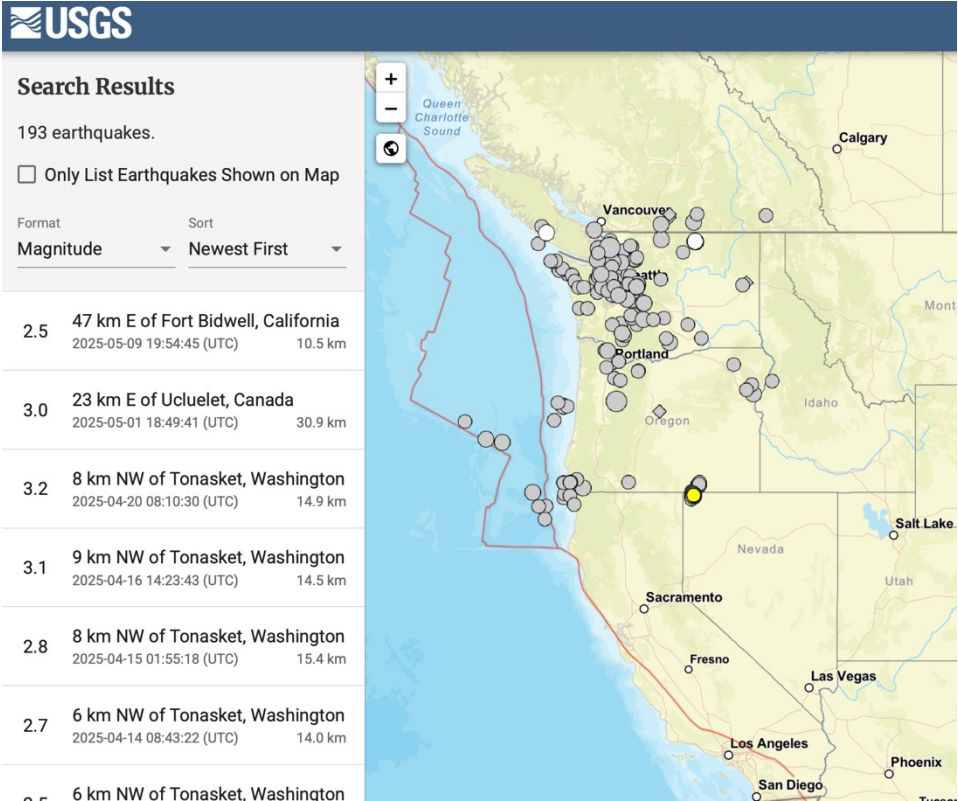 USGS
Search Results
193 earthquakes.
Only List Earthquakes Shown on Map
Format
Sort
Magnitude
Newest First
2.5
47 km E of Fort Bidwell, California
2025-05-09 19:54:45 (UTC)
10.5 km
3.0
23 km E of Ucluelet, Canada
2025-05-01 18:49:41 (UTC)
30.9 km
3.2
8 km NW of Tonasket, Washington
2025-04-20 08:10:30 (UTC)
14.9 km
3.1
9 km NW of Tonasket, Washington
2025-04-16 14:23:43 (UTC)
14.5 km
2.8
8 km NW of Tonasket, Washington
2025-04-15 01:55:18 (UTC)
15.4 km
2.7
6 km NW of Tonasket, Washington
2025-04-14 08:43:22 (UTC)
14.0 km
6 km NW of Tonasket, Washington
+
−
Queen
Charlotte
Sound
Calgary
Vancouver
Mont
Portland
Idaho
Oregon
Salt Lake
Nevada
Utah
Sacramento
Fresno
Las Vegas
Los Angeles
Phoenix
San Diego